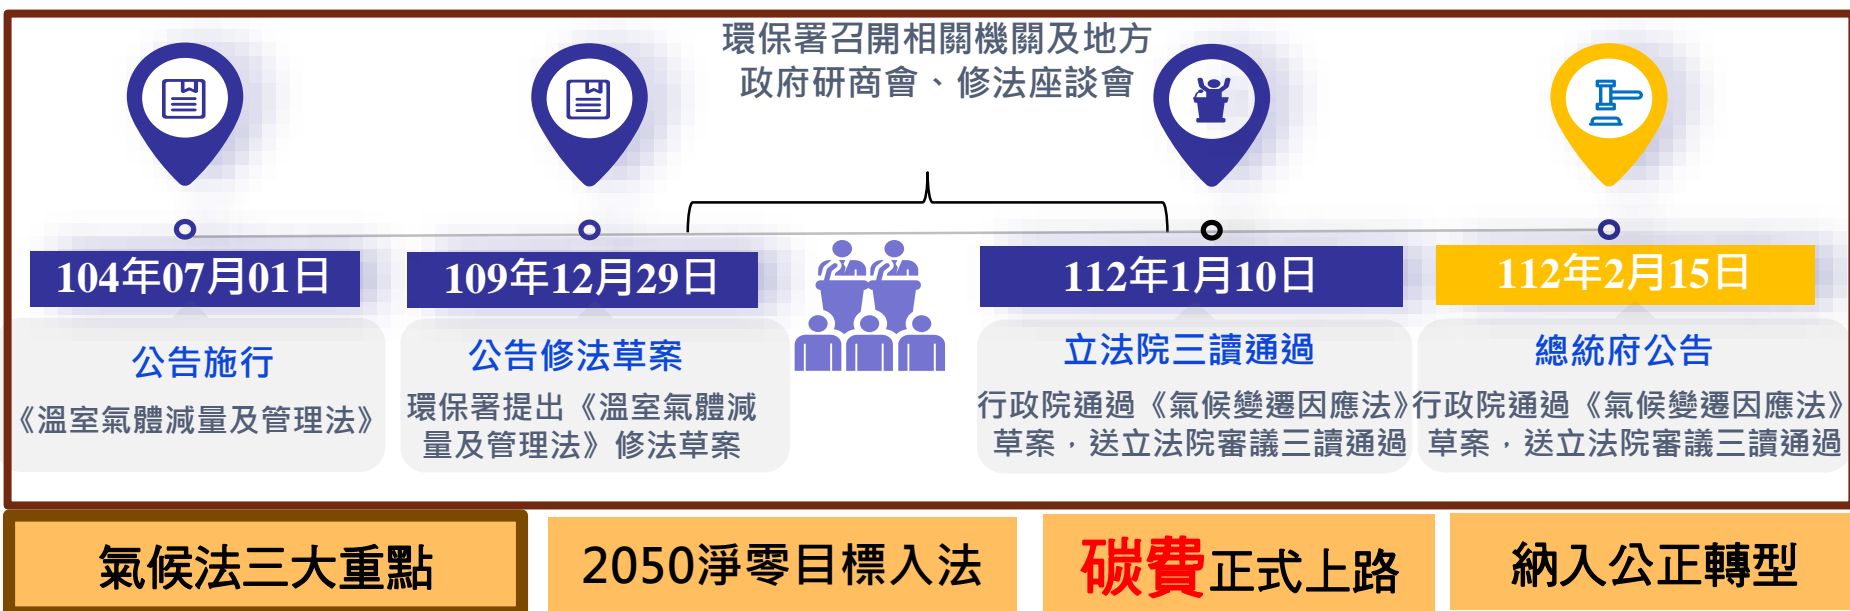 環保署召開相關機關及地方
政府研商會、修法座談會
104年07月01日
公告施行
《溫室氣體減量及管理法》
109年12月29日
公告修法草案
環保署提出《溫室氣體減
量及管理法》修法草案
112年1月10日
立法院三讀通過
行政院通過《氣候變遷因應法》
草案，送立法院審議三讀通過
112年2月15日
總統府公告
行政院通過《氣候變遷因應法》
草案，送立法院審議三讀通過
氣候法三大重點
2050淨零目標入法
碳費正式上路
納入公正轉型